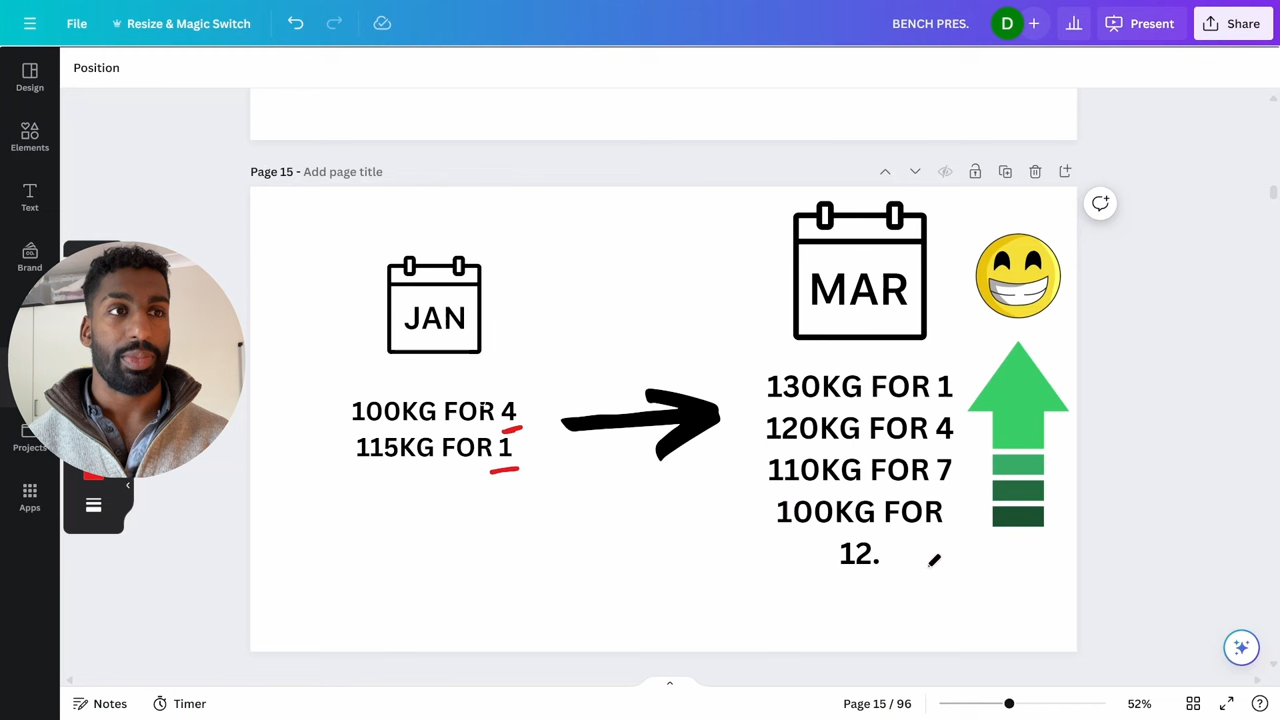 File
Resize & Magic Switch
BENCH PRES.
D
Present
Share
Position
Design
Elements
Text
Brand
Projects
Apps
Page 15 - Add page title
JAN
100KG FOR 4
115KG FOR 1
MAR
130KG FOR 1
120KG FOR 4
110KG FOR 7
100KG FOR
12.
Notes
Timer
Page 15 / 96
52%